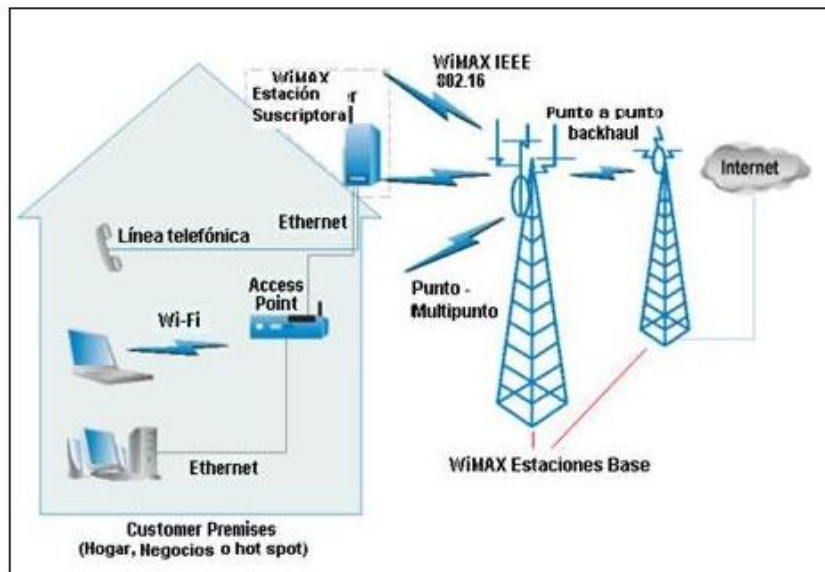 WiMAX
Estación
r
Suscriptora
WiMAX IEEE
802.16
Punto a punto
backhaul
Internet
Ethernet
Línea telefónica
Access
Point
Wi-Fi
Punto -
Multipunto
Ethernet
WiMAX Estaciones Base
Customer Premises
(Hogar, Negocios o hot spot)